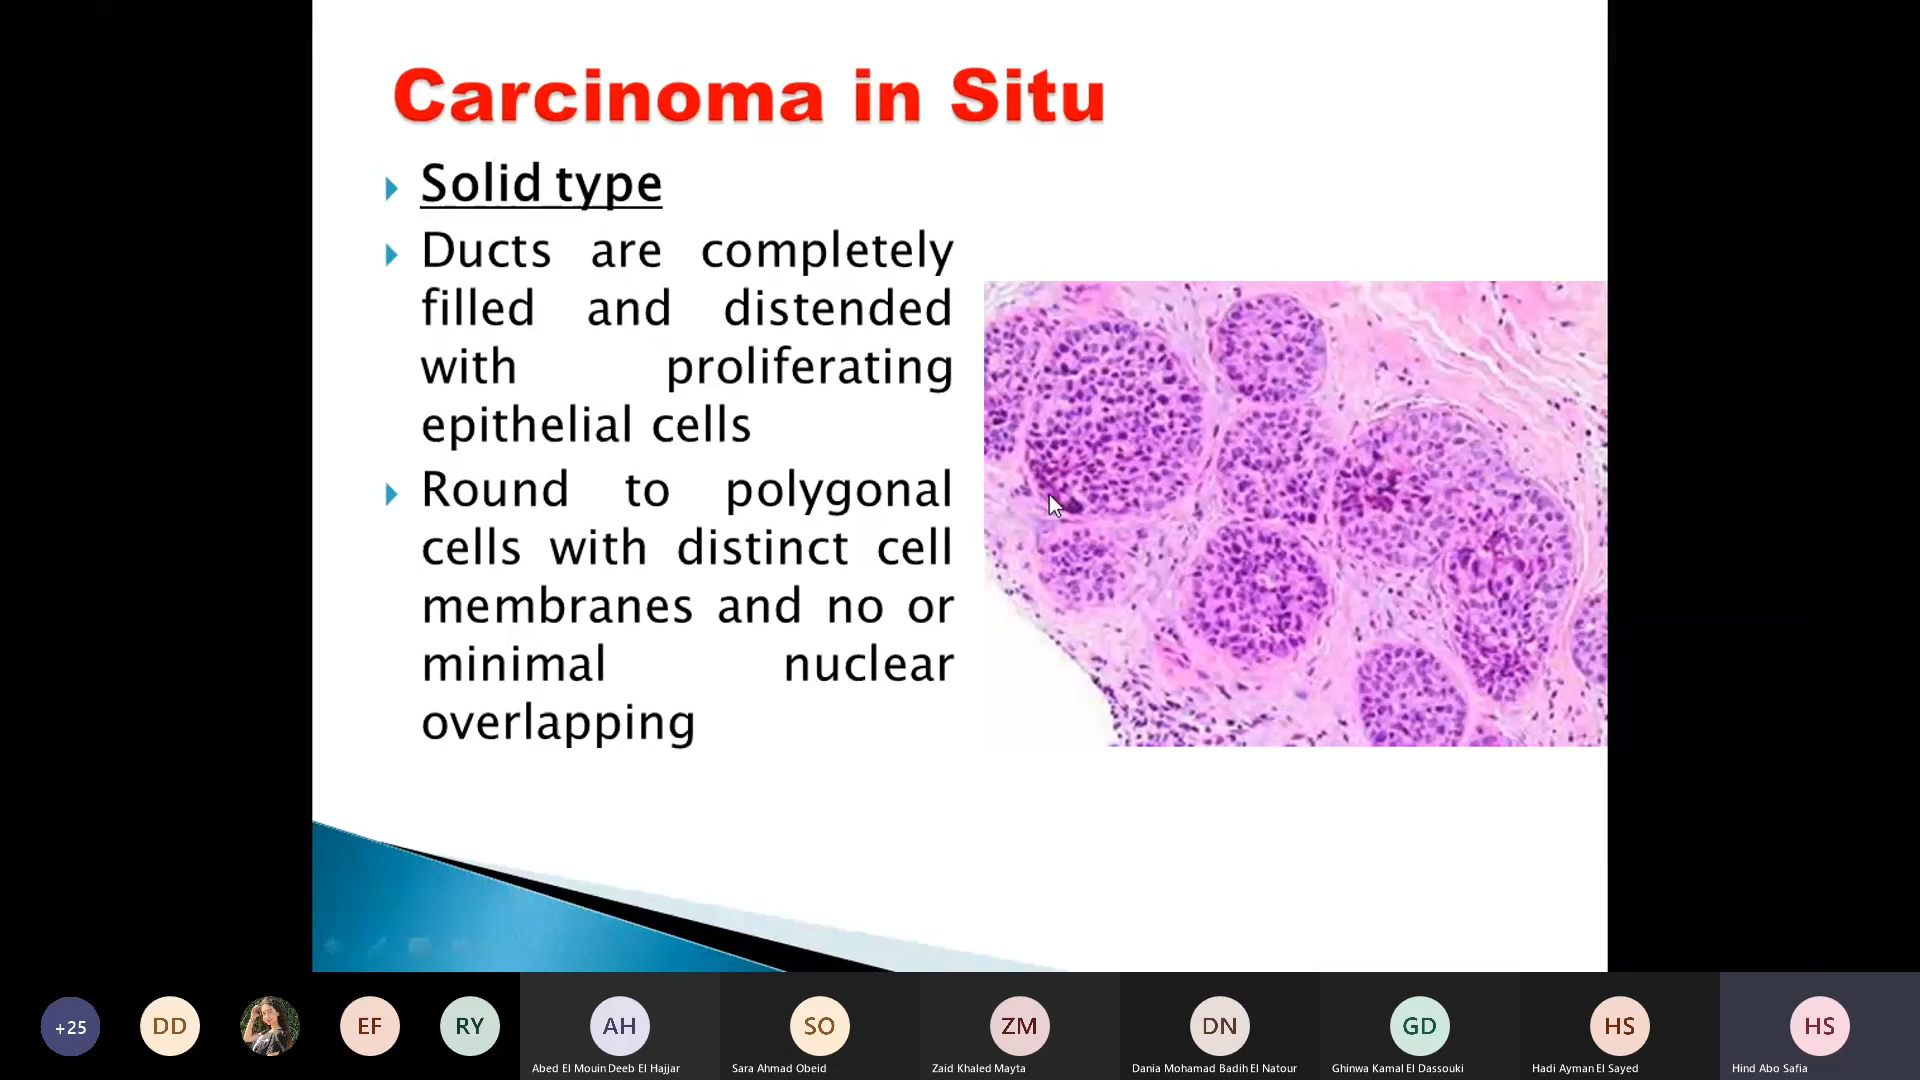 Carcinoma in Situ
Solid type
Ducts are completely
filled and distended
with proliferating
epithelial cells
Round to polygonal
cells with distinct cell
membranes and no or
minimal nuclear
overlapping
+25
DD
EF
RY
AH
SO
ZM
DN
GD
HS
HS
Abed El Mouin Deeb El Hajjar
Sara Ahmad Obeid
Zaid Khaled Mayta
Dania Mohamad Badih El Natour
Ghinwa Kamal El Dassouki
Hadi Ayman El Sayed
Hind Abo Safia